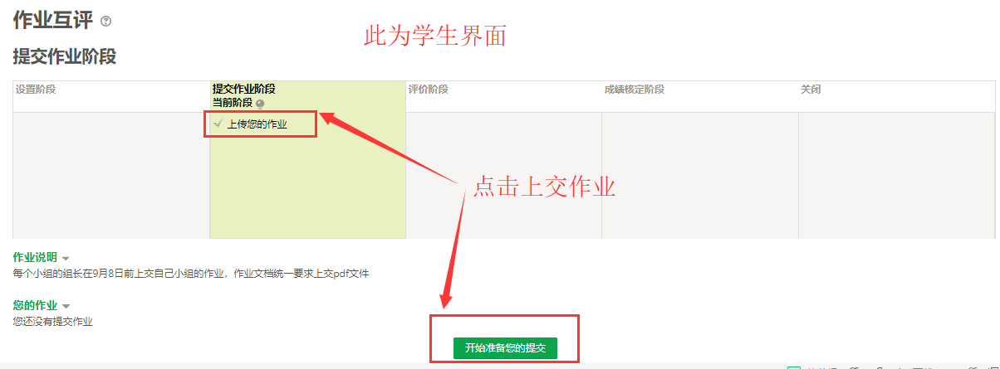 作业互评
此为学生界面
提交作业阶段
设置阶段
提交作业阶段
当前阶段
评价阶段
成绩核定阶段
关闭
上传您的作业
点击上交作业
作业说明
每个小组的组长在9月8日前上交自己小组的作业，作业文档统一要求上交pdf文件
您的作业
您还没有提交作业
开始准备您的提交